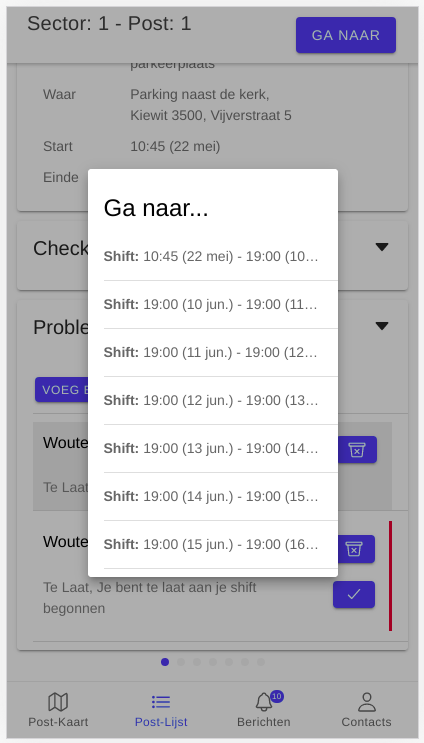 Sector: 1 - Post: 1
GA NAAR
parkeerplaats
Waar
Parking naast de kerk,
Kiewit 3500, Vijverstraat 5
Start
10:45 (22 mei)
Einde
Ga naar...
Shift: 10:45 (22 mei) - 19:00 (10...
Shift: 19:00 (10 jun.) - 19:00 (11...
Shift: 19:00 (11 jun.) - 19:00 (12...
Shift: 19:00 (12 jun.) - 19:00 (13...
Shift: 19:00 (13 jun.) - 19:00 (14...
Shift: 19:00 (14 jun.) - 19:00 (15...
Shift: 19:00 (15 jun.) - 19:00 (16...
Check
Proble
VOEG
Woute
Te Laat
Woute
Te Laat, Je bent te laat aan je shift
begonnen
Post-Kaart
Post-Lijst
10
Berichten
Contacts